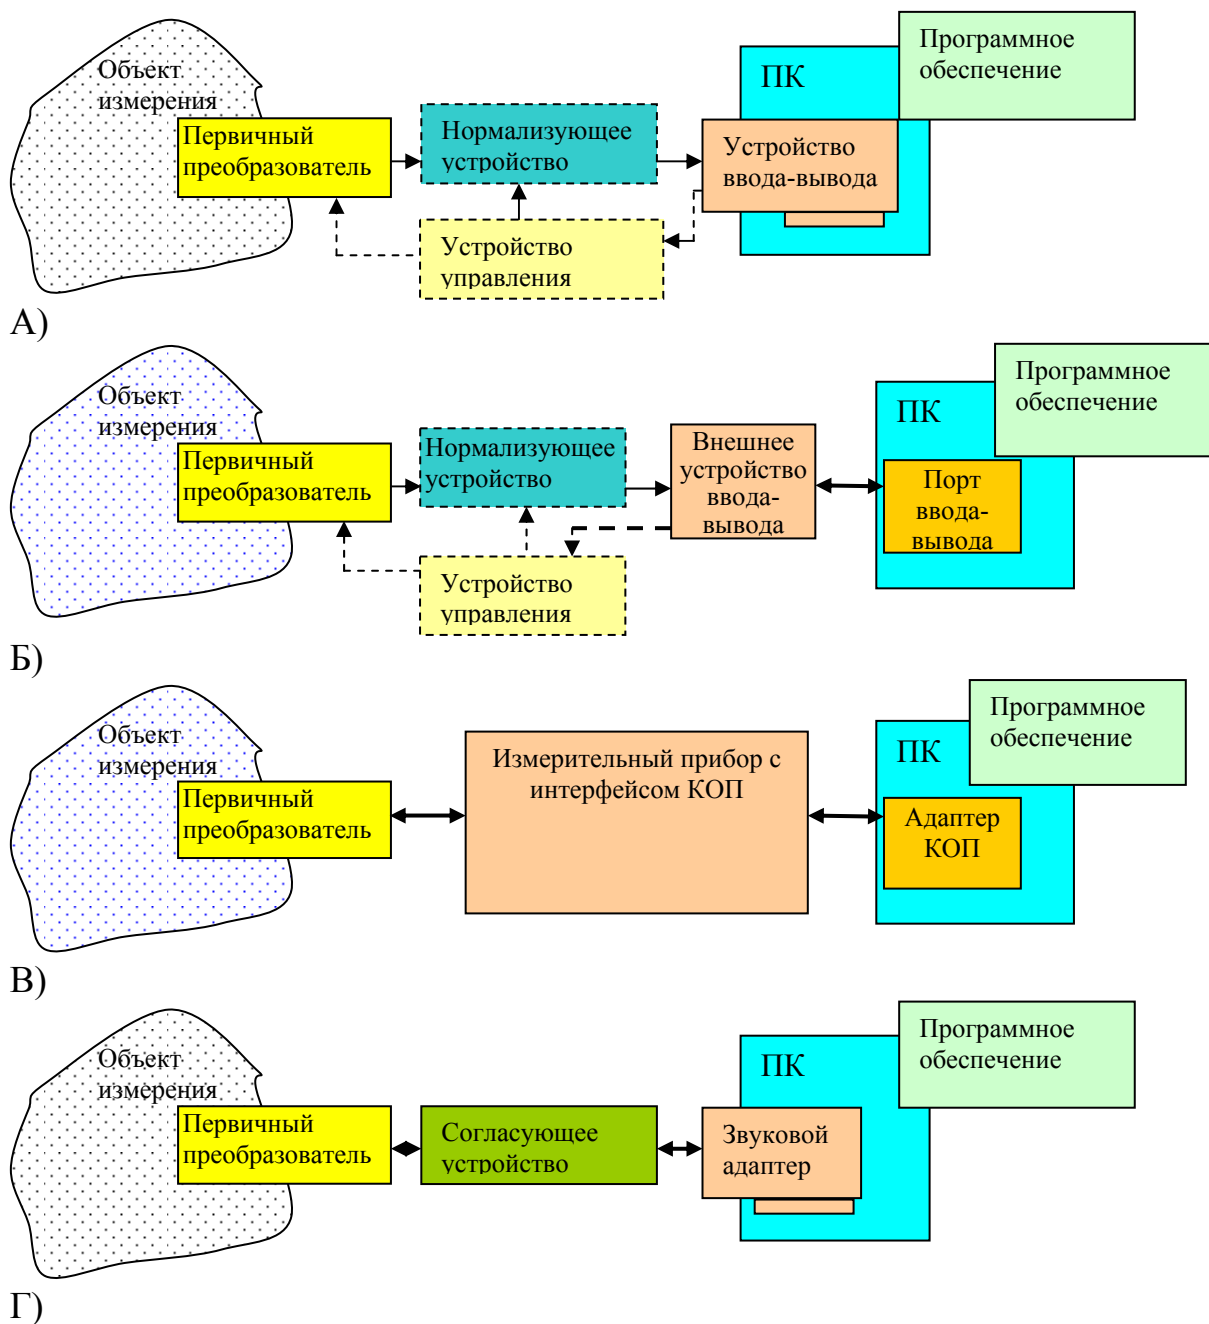 Объект
измерения
Первичный
преобразователь
Нормализующее
устройство
Устройство
управления
ПК
Устройство
ввода-вывода
Программное
обеспечение
А)
Объект
измерения
Первичный
преобразователь
Нормализующее
устройство
Устройство
управления
Внешнее
устройство
ввода-
вывода
ПК
Порт
ввода-
вывода
Программное
обеспечение
Б)
Объект
измерения
Первичный
преобразователь
Измерительный прибор с
интерфейсом КОП
ПК
Адаптер
КОП
Программное
обеспечение
В)
Объект
измерения
Первичный
преобразователь
Согласующее
устройство
ПК
Звуковой
адаптер
Программное
обеспечение
Г)